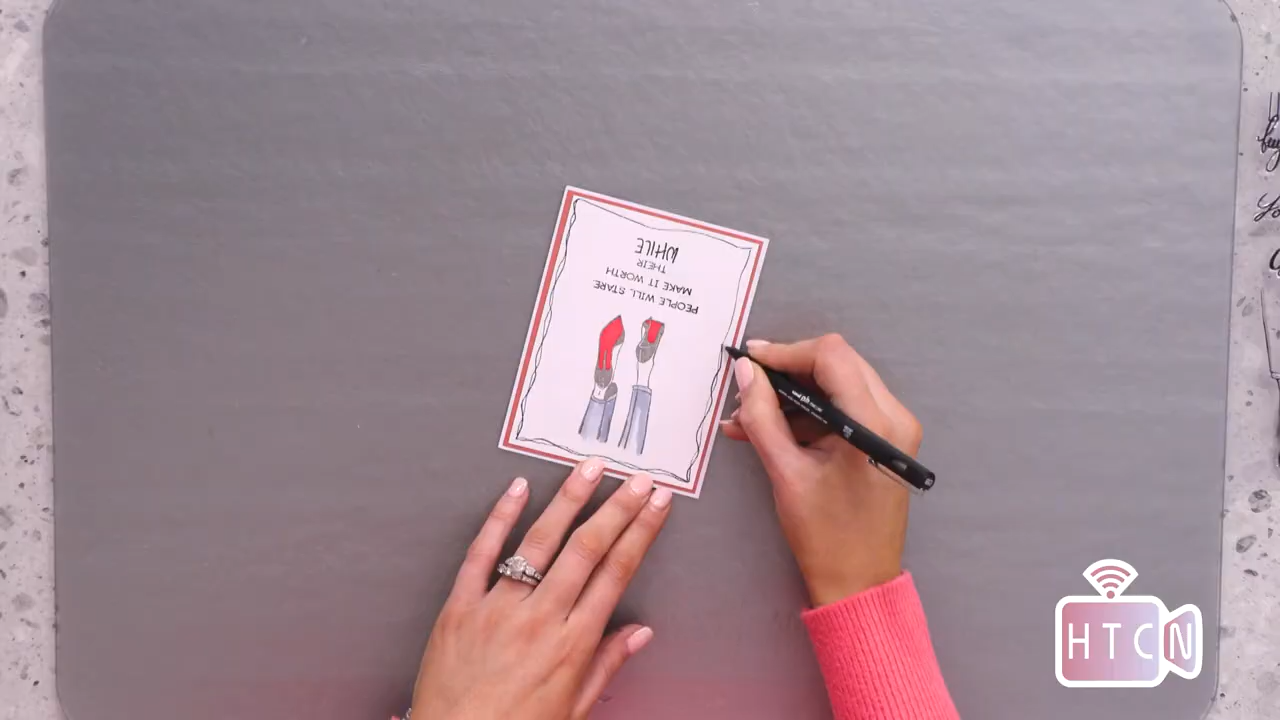 PEOPLE WILL STARE
MAKE IT WORTH
THEIR
WHILE
HTCN